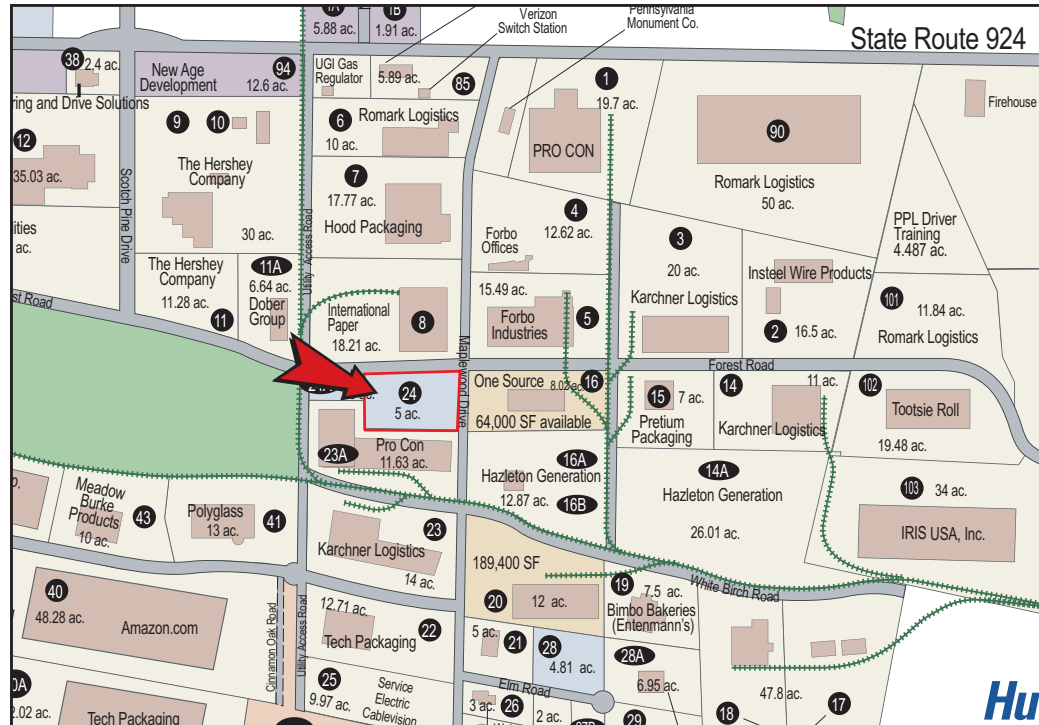 1A
5.88 ac.
1B
1.91 ac.
Verizon
Switch Station
Pennsylvania
Monument Co.
State Route 924
38
2.4 ac.
ring and Drive Solutions
New Age
Development
94
12.6 ac.
UGI Gas
Regulator
5.89 ac.
85
1
19.7 ac.
PRO CON
90
Romark Logistics
50 ac.
Firehouse
12
35.03 ac.
ities
ac.
Scotch Pine Drive
9
10
The Hershey
Company
30 ac.
6
Romark Logistics
10 ac.
7
17.77 ac.
Hood Packaging
4
12.62 ac.
Forbo
Offices
3
20 ac.
Karchner Logistics
PPL Driver
Training
4.487 ac.
Insteel Wire Products
2
16.5 ac.
101
11.84 ac.
Romark Logistics
Utility Access Road
The Hershey
Company
11.28 ac.
11
11A
6.64 ac.
Dober
Group
International
Paper
18.21 ac.
8
15.49 ac.
Forbo
Industries
5
st Road
Forest Road
Maplewood Drive
24
5 ac.
One Source
8.02 ac.
16
64,000 SF available
15
7 ac.
Pretium
Packaging
14
11 ac.
Karchner Logistics
102
Tootsie Roll
19.48 ac.
23A
Pro Con
11.63 ac.
16A
Hazleton Generation
12.87 ac.
16B
14A
Hazleton Generation
26.01 ac.
103
34 ac.
IRIS USA, Inc.
Meadow
Burke
Products
10 ac.
43
Polyglass
13 ac.
41
23
Karchner Logistics
14 ac.
189,400 SF
20
12 ac.
19
7.5 ac.
Bimbo Bakeries
(Entenmann's)
White Birch Road
40
48.28 ac.
Amazon.com
Cinnamon Oak Road
Utility Access Road
12.71 ac.
Tech Packaging
22
5 ac.
21
28
4.81 ac.
28A
6.95 ac.
47.8 ac.
0A
2.02 ac.
Tech Packaging
25
9.97 ac.
Service
Electric
Cablevision
Elm Road
3 ac.
26
2 ac.
27B
29
18
17
Hu